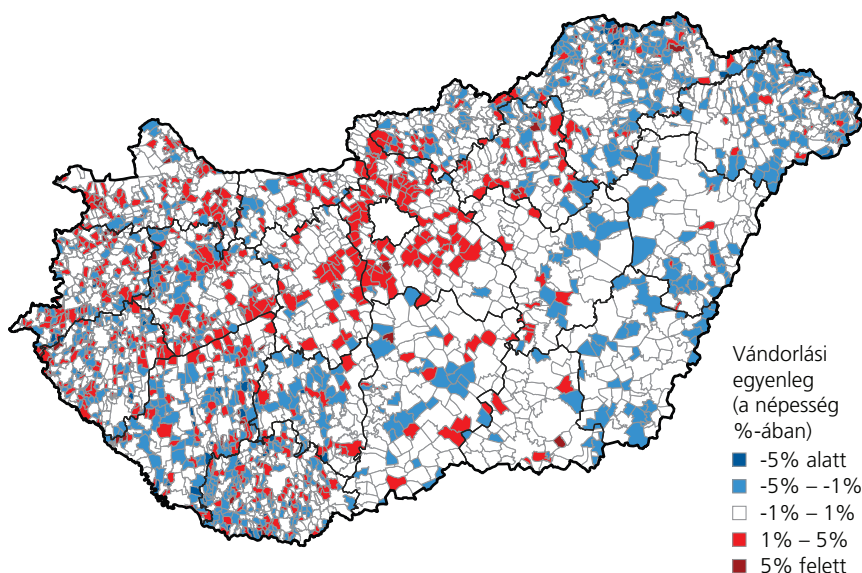 Vándorlási
egyenleg
(a népesség
%-ában)
-5% alatt
-5% – -1%
-1% – 1%
1% – 5%
5% felett